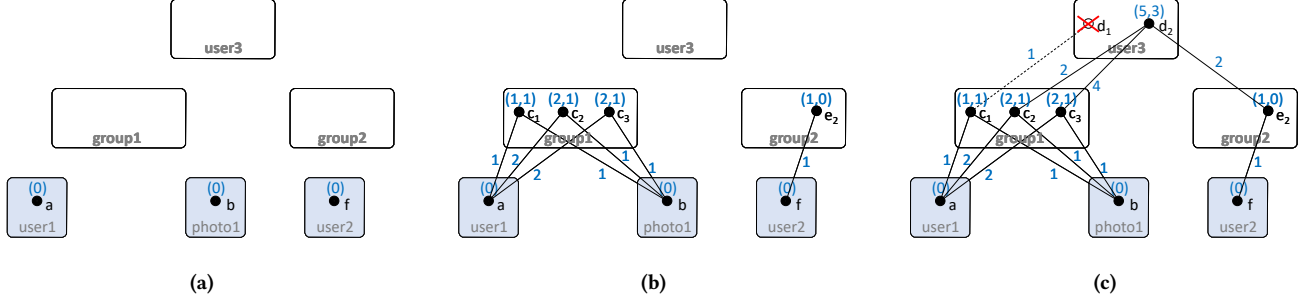 user3
group1
group2
(0)
a
user1
(0)
b
photo1
(0)
f
user2
(a)
user3
(1,1) (2,1) (2,1)
c1 c2 c3
group1
(1,0)
e2
group2
1 2 2 1 1 1 1
(0)
a
user1
(0)
b
photo1
(0)
f
user2
(b)
(5,3)
d1 d2
user3
1 2 4 2
(1,1) (2,1) (2,1)
c1 c2 c3
group1
(1,0)
e2
group2
1 2 2 1 1 1 1
(0)
a
user1
(0)
b
photo1
(0)
f
user2
(c)